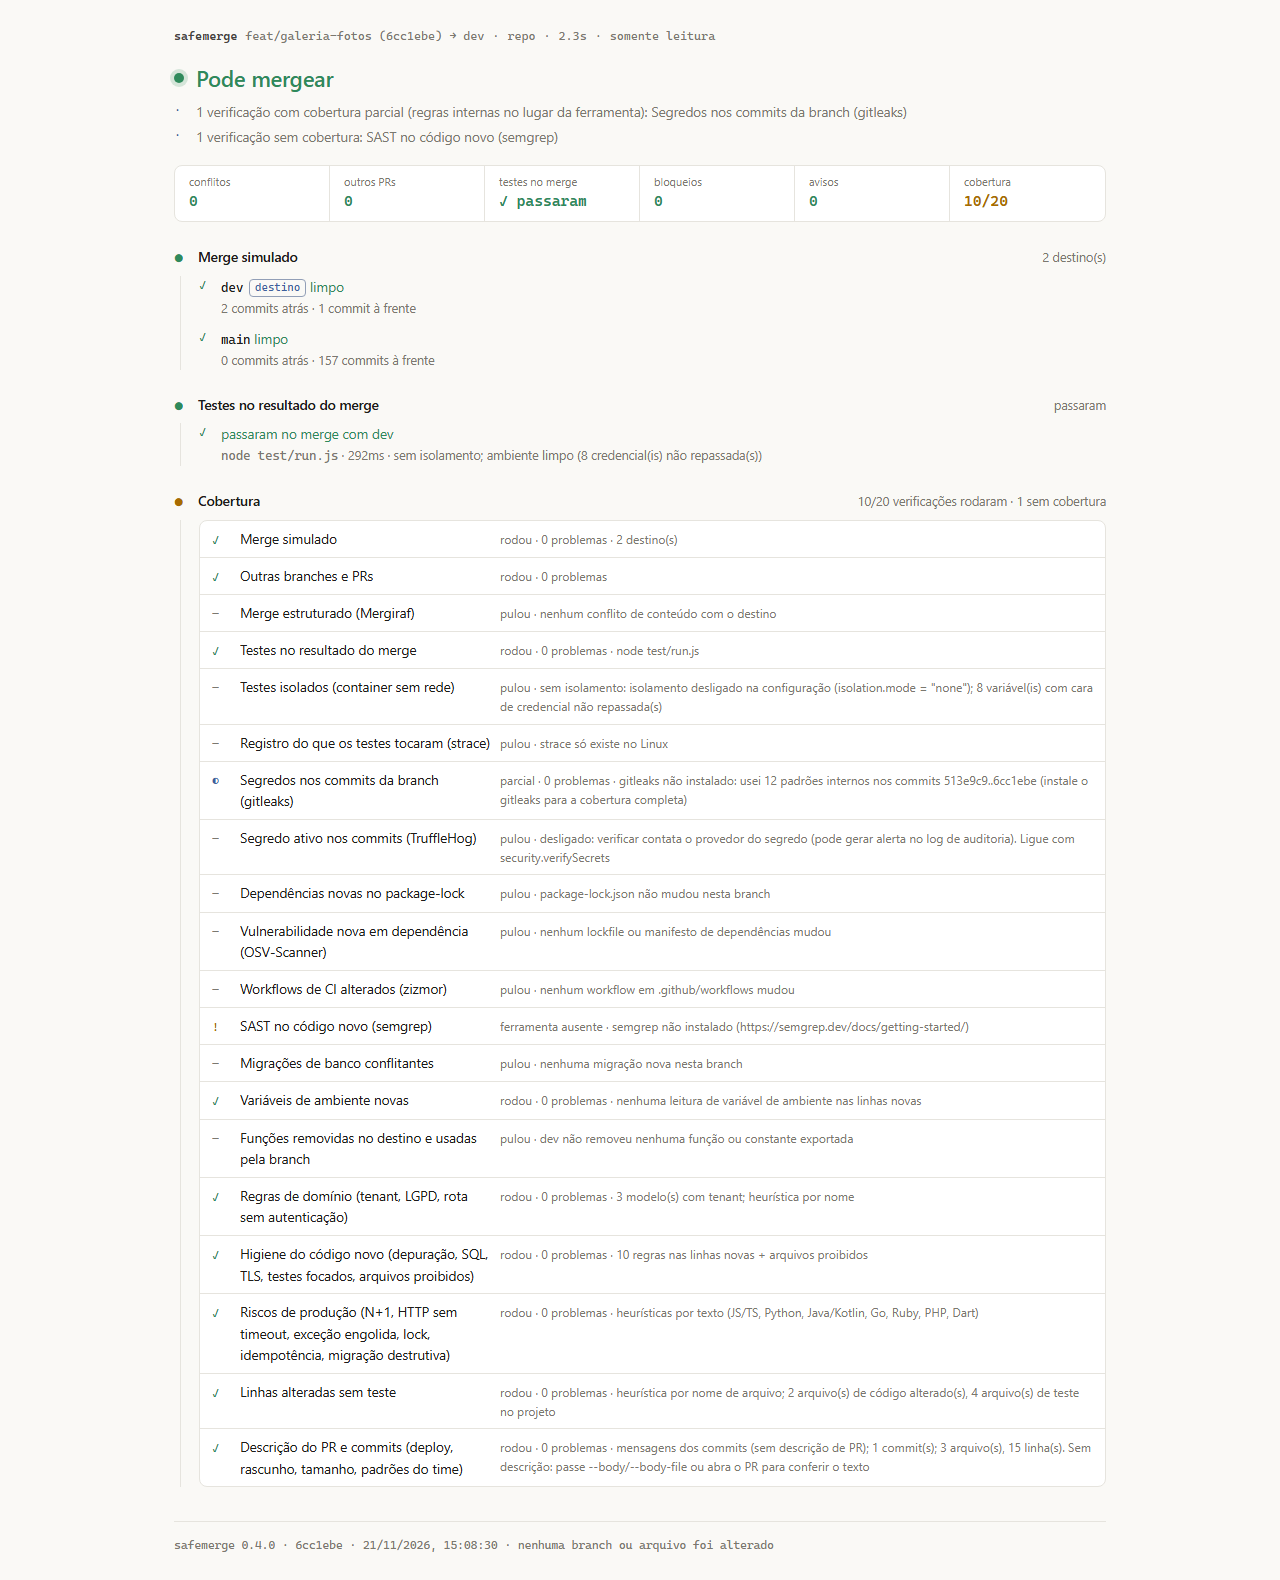 safemerge feat/galeria-fotos (6cc1ebe) → dev · repo · 2.3s · somente leitura
Pode mergear
· 1 verificação com cobertura parcial (regras internas no lugar da ferramenta): Segredos nos commits da branch (gitleaks)
· 1 verificação sem cobertura: SAST no código novo (semgrep)
conflitos
0
outros PRs
0
testes no merge
✓ passaram
bloqueios
0
avisos
0
cobertura
10/20
Merge simulado 2 destino(s)
✓ dev destino limpo
2 commits atrás · 1 commit à frente
✓ main limpo
0 commits atrás · 157 commits à frente
Testes no resultado do merge passaram
✓ passaram no merge com dev
node test/run.js · 292ms · sem isolamento; ambiente limpo (8 credencial(is) não repassada(s))
Cobertura 10/20 verificações rodaram · 1 sem cobertura
✓ Merge simulado rodou · 0 problemas · 2 destino(s)
✓ Outras branches e PRs rodou · 0 problemas
– Merge estruturado (Mergiraf) pulou · nenhum conflito de conteúdo com o destino
✓ Testes no resultado do merge rodou · 0 problemas · node test/run.js
– Testes isolados (container sem rede) pulou · sem isolamento: isolamento desligado na configuração (isolation.mode = "none"); 8 variável(is) com cara
de credencial não repassada(s)
– Registro do que os testes tocaram (strace) pulou · strace só existe no Linux
◐ Segredos nos commits da branch
(gitleaks)
parcial · 0 problemas · gitleaks não instalado: usei 12 padrões internos nos commits 513e9c9..6cc1ebe (instale o
gitleaks para a cobertura completa)
– Segredo ativo nos commits (TruffleHog) pulou · desligado: verificar contata o provedor do segredo (pode gerar alerta no log de auditoria). Ligue com
security.verifySecrets
– Dependências novas no package-lock pulou · package-lock.json não mudou nesta branch
– Vulnerabilidade nova em dependência
(OSV-Scanner)
pulou · nenhum lockfile ou manifesto de dependências mudou
– Workflows de CI alterados (zizmor) pulou · nenhum workflow em .github/workflows mudou
! SAST no código novo (semgrep) ferramenta ausente · semgrep não instalado (https://semgrep.dev/docs/getting-started/)
– Migrações de banco conflitantes pulou · nenhuma migração nova nesta branch
✓ Variáveis de ambiente novas rodou · 0 problemas · nenhuma leitura de variável de ambiente nas linhas novas
– Funções removidas no destino e usadas
pela branch
pulou · dev não removeu nenhuma função ou constante exportada
✓ Regras de domínio (tenant, LGPD, rota
sem autenticação)
rodou · 0 problemas · 3 modelo(s) com tenant; heurística por nome
✓ Higiene do código novo (depuração, SQL,
TLS, testes focados, arquivos proibidos)
rodou · 0 problemas · 10 regras nas linhas novas + arquivos proibidos
✓ Riscos de produção (N+1, HTTP sem
timeout, exceção engolida, lock,
idempotência, migração destrutiva)
rodou · 0 problemas · heurísticas por texto (JS/TS, Python, Java/Kotlin, Go, Ruby, PHP, Dart)
✓ Linhas alteradas sem teste rodou · 0 problemas · heurística por nome de arquivo; 2 arquivo(s) de código alterado(s), 4 arquivo(s) de teste
no projeto
✓ Descrição do PR e commits (deploy,
rascunho, tamanho, padrões do time)
rodou · 0 problemas · mensagens dos commits (sem descrição de PR); 1 commit(s); 3 arquivo(s), 15 linha(s). Sem
descrição: passe --body/--body-file ou abra o PR para conferir o texto
safemerge 0.4.0 · 6cc1ebe · 21/11/2026, 15:08:30 · nenhuma branch ou arquivo foi alterado